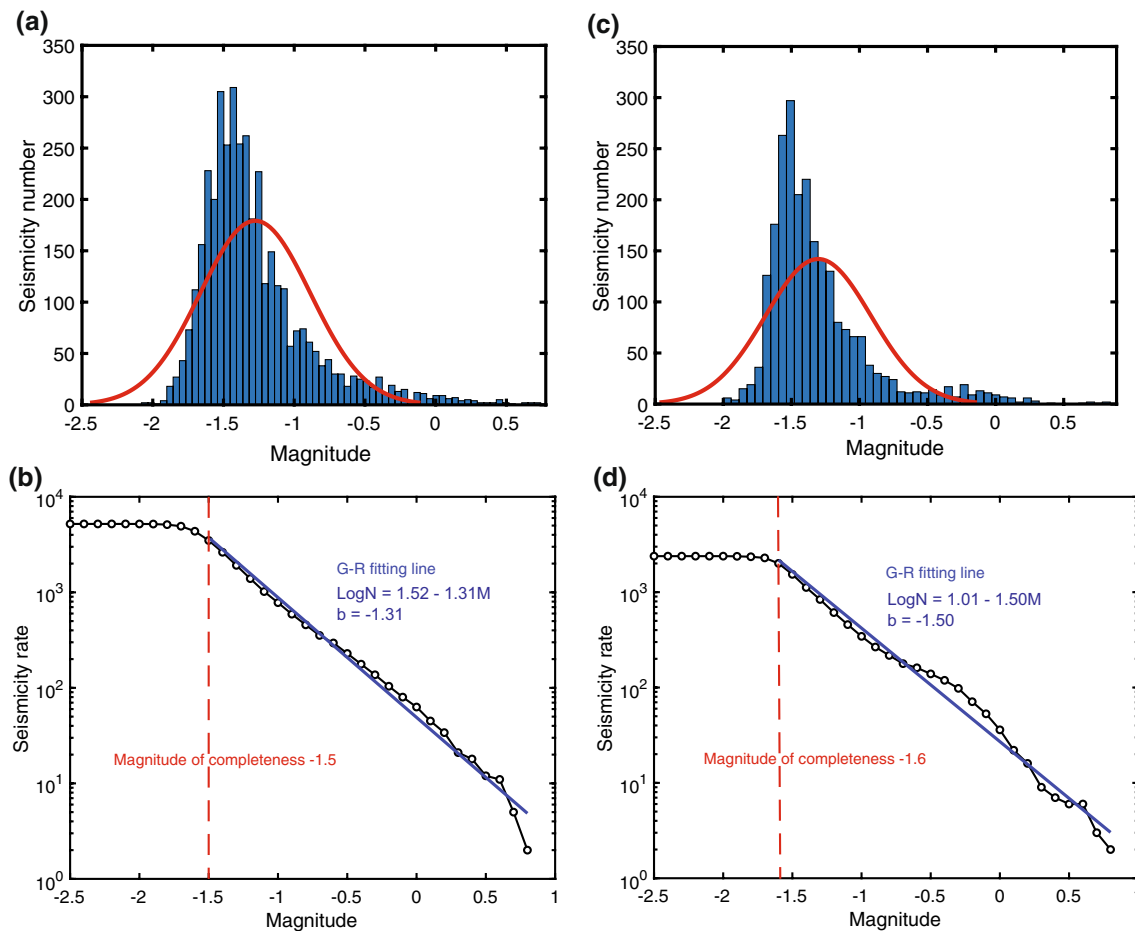 (a)
350
300
250
200
150
100
50
0
Seismicity number
-2.5 -2 -1.5 -1 -0.5 0 0.5
Magnitude
(c)
350
300
250
200
150
100
50
0
Seismicity number
-2.5 -2 -1.5 -1 -0.5 0 0.5
Magnitude
(b)
10^4
10^3
10^2
10^1
10^0
Seismicity rate
G-R fitting line
LogN = 1.52 - 1.31M
b = -1.31
Magnitude of completeness -1.5
-2.5 -2 -1.5 -1 -0.5 0 0.5 1
Magnitude
(d)
10^4
10^3
10^2
10^1
10^0
Seismicity rate
G-R fitting line
LogN = 1.01 - 1.50M
b = -1.50
Magnitude of completeness -1.6
-2.5 -2 -1.5 -1 -0.5 0 0.5 1
Magnitude